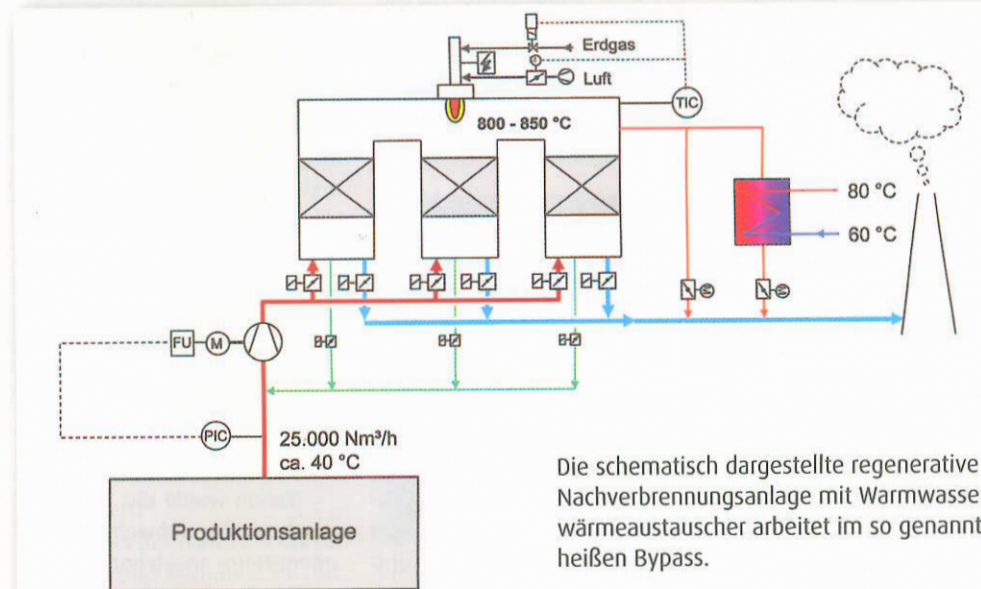 Erdgas
Luft
TIC
800 - 850 °C
80 °C
60 °C
FU
M
PIC
25.000 Nm³/h
ca. 40 °C
Produktionsanlage
Die schematisch dargestellte regenerative
Nachverbrennungsanlage mit Warmwasse
wärmeaustauscher arbeitet im so genannt
heißen Bypass.